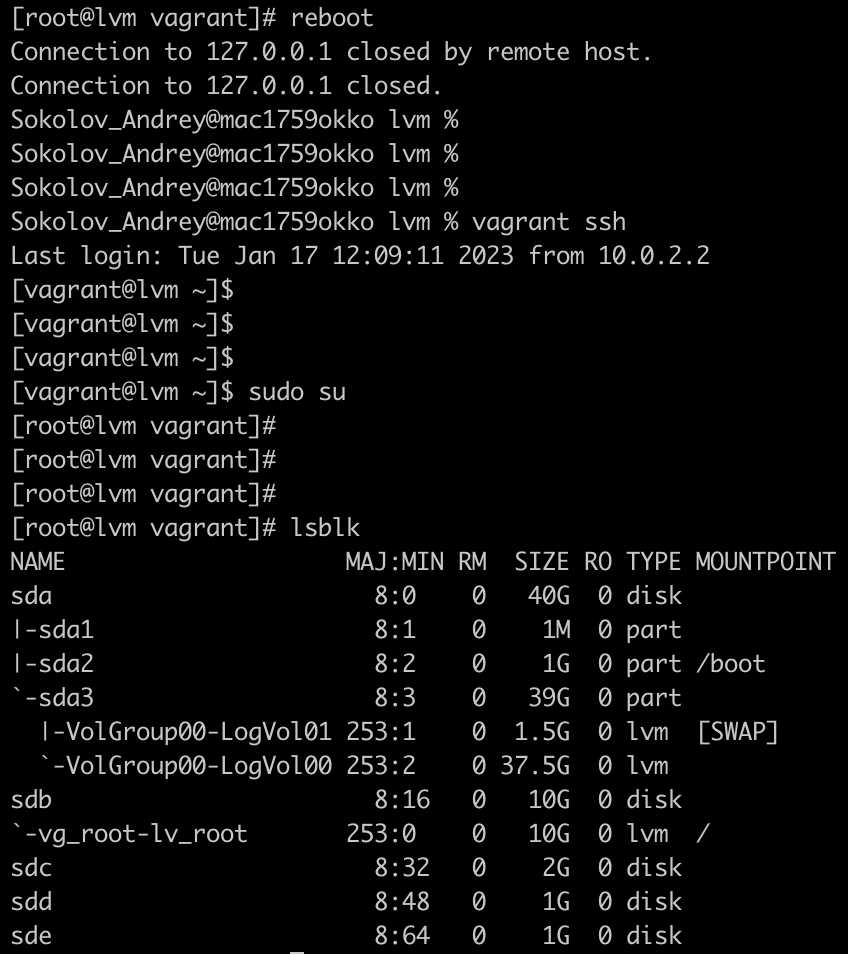 [root@lvm vagrant]# reboot
Connection to 127.0.0.1 closed by remote host.
Connection to 127.0.0.1 closed.
Sokolov_Andrey@mac1759okko lvm %
Sokolov_Andrey@mac1759okko lvm %
Sokolov_Andrey@mac1759okko lvm %
Sokolov_Andrey@mac1759okko lvm % vagrant ssh
Last login: Tue Jan 17 12:09:11 2023 from 10.0.2.2
[vagrant@lvm ~]$
[vagrant@lvm ~]$
[vagrant@lvm ~]$
[vagrant@lvm ~]$ sudo su
[root@lvm vagrant]#
[root@lvm vagrant]#
[root@lvm vagrant]#
[root@lvm vagrant]# lsblk
NAME                    MAJ:MIN RM  SIZE RO TYPE MOUNTPOINT
sda                       8:0    0   40G  0 disk
|-sda1                    8:1    0    1M  0 part
|-sda2                    8:2    0    1G  0 part /boot
`-sda3                    8:3    0   39G  0 part
  |-VolGroup00-LogVol01 253:1    0  1.5G  0 lvm  [SWAP]
  `-VolGroup00-LogVol00 253:2    0 37.5G  0 lvm
sdb                       8:16   0   10G  0 disk
`-vg_root-lv_root       253:0    0   10G  0 lvm  /
sdc                       8:32   0    2G  0 disk
sdd                       8:48   0    1G  0 disk
sde                       8:64   0    1G  0 disk